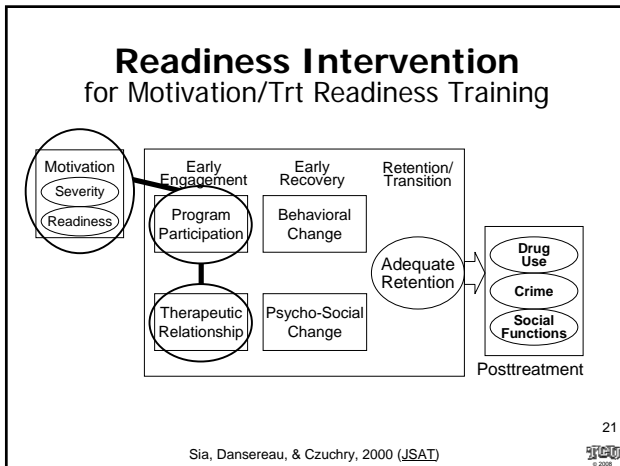 Readiness Intervention
for Motivation/Trt Readiness Training
Motivation
Severity
Readiness
Early
Engagement
Program
Participation
Therapeutic
Relationship
Early
Recovery
Behavioral
Change
Psycho-Social
Change
Retention/
Transition
Adequate
Retention
Drug
Use
Crime
Social
Functions
Posttreatment
Sia, Dansereau, & Czuchry, 2000 (JSAT)
21
TCU
© 2008